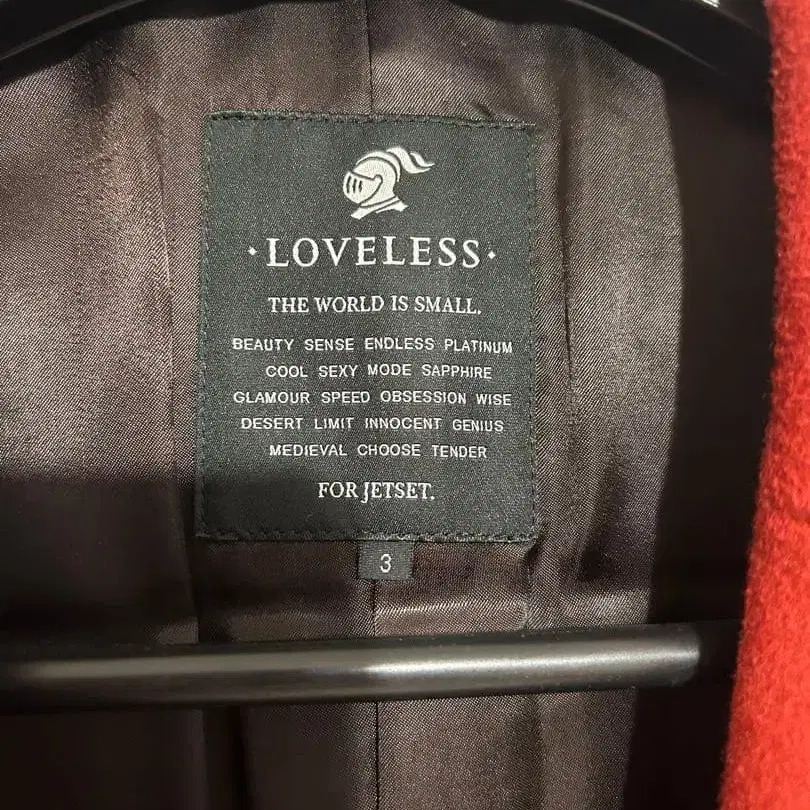 · LOVELESS ·
THE WORLD IS SMALL.
BEAUTY SENSE ENDLESS PLATINUM
COOL SEXY MODE SAPPHIRE
GLAMOUR SPEED OBSESSION WISE
DESERT LIMIT INNOCENT GENIUS
MEDIEVAL CHOOSE TENDER
FOR JETSET.
3